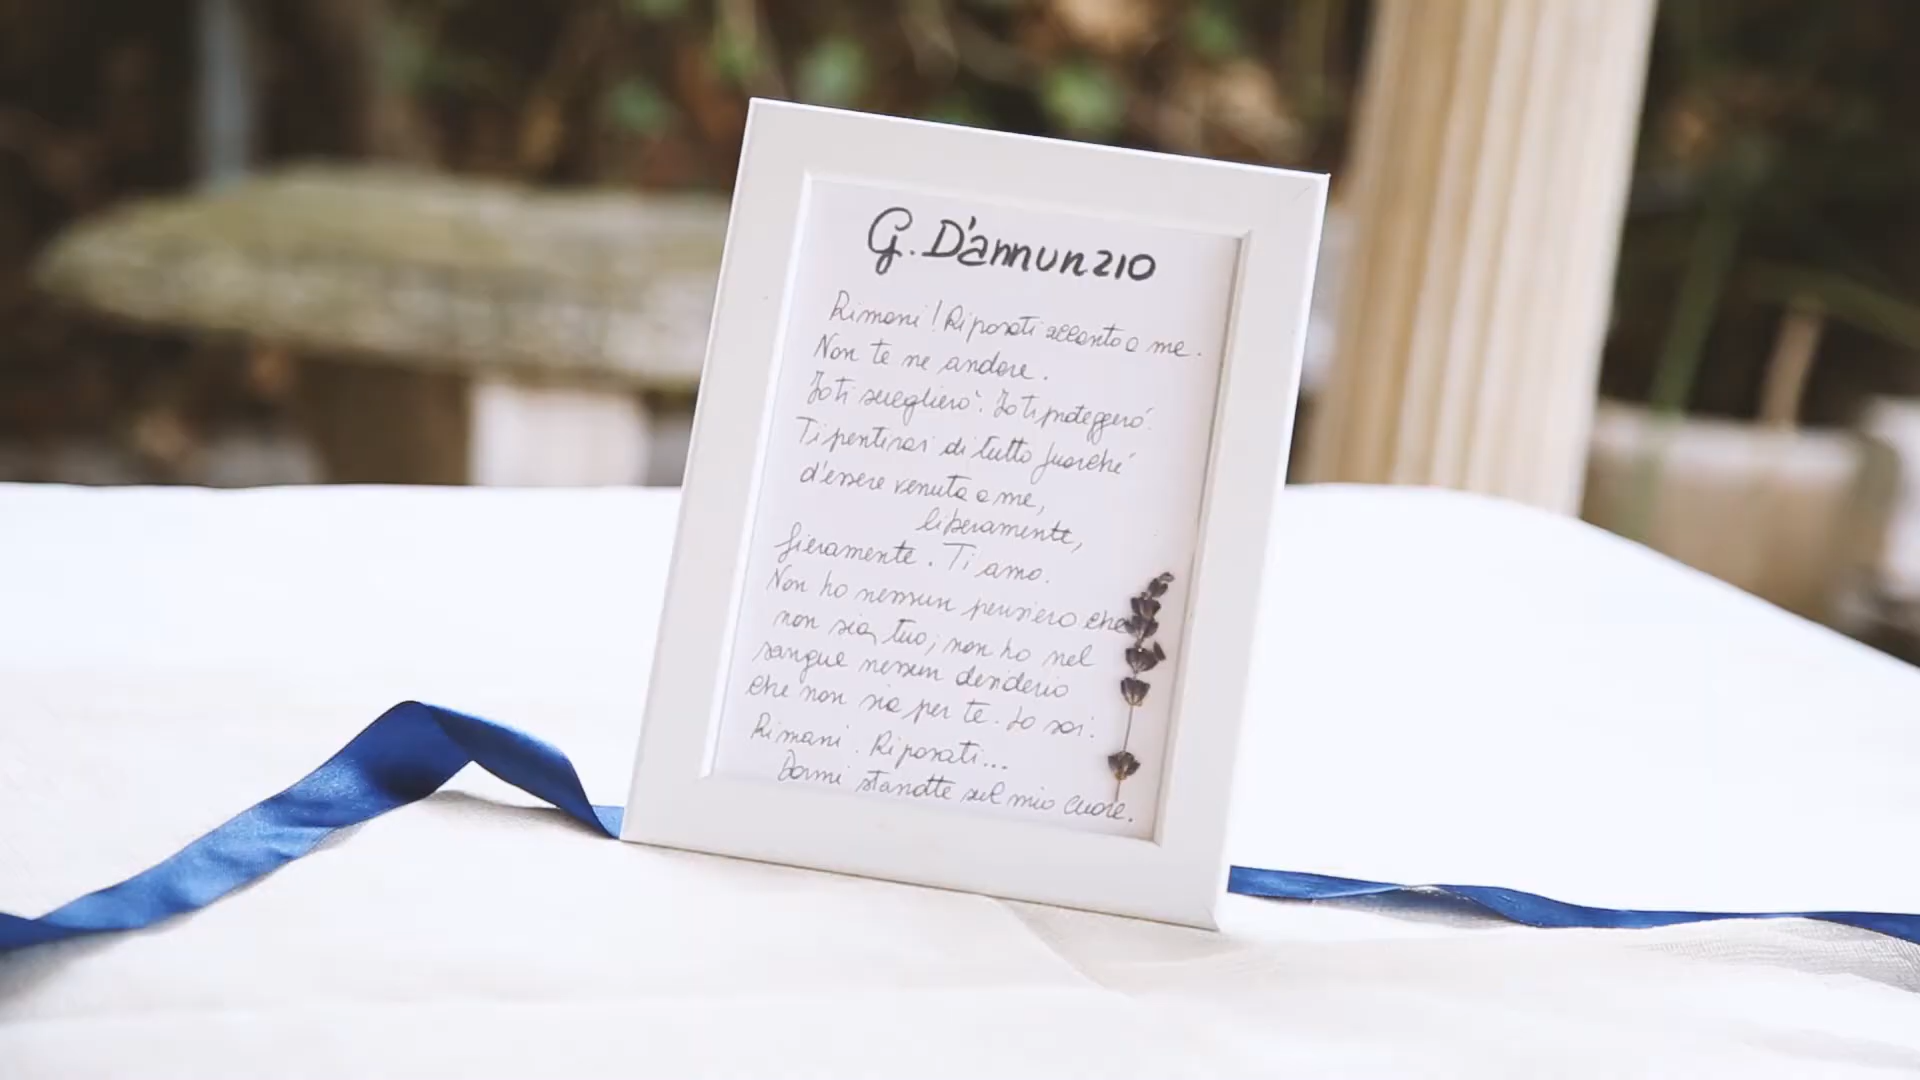 G. D'annunzio
Rimani! Riposati accanto a me.
Non te ne andare.
Io ti sveglierò. Io ti proteggerò.
Ti pentirai di tutto fuorché
d'essere venuta a me,
liberamente,
fieramente. Ti amo.
Non ho nessun pensiero che
non sia tuo; non ho nel
sangue nessun desiderio
che non sia per te. Lo sai.
Rimani. Riposati...
Dormi stanotte sul mio cuore.